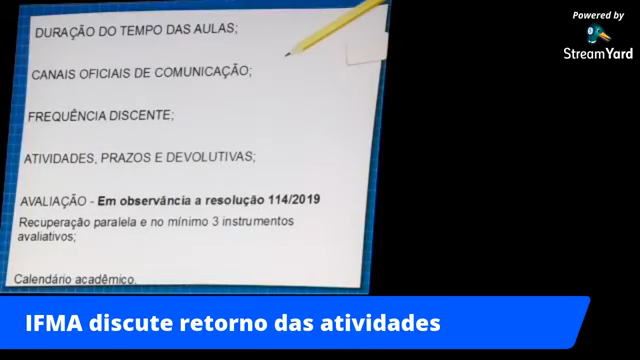 Powered by
StreamYard
DURAÇÃO DO TEMPO DAS AULAS;
CANAIS OFICIAIS DE COMUNICAÇÃO;
FREQUÊNCIA DISCENTE;
ATIVIDADES, PRAZOS E DEVOLUTIVAS;
AVALIAÇÃO - Em observância a resolução 114/2019
Recuperação paralela e no mínimo 3 instrumentos
avaliativos;
Calendário acadêmico.
IFMA discute retorno das atividades